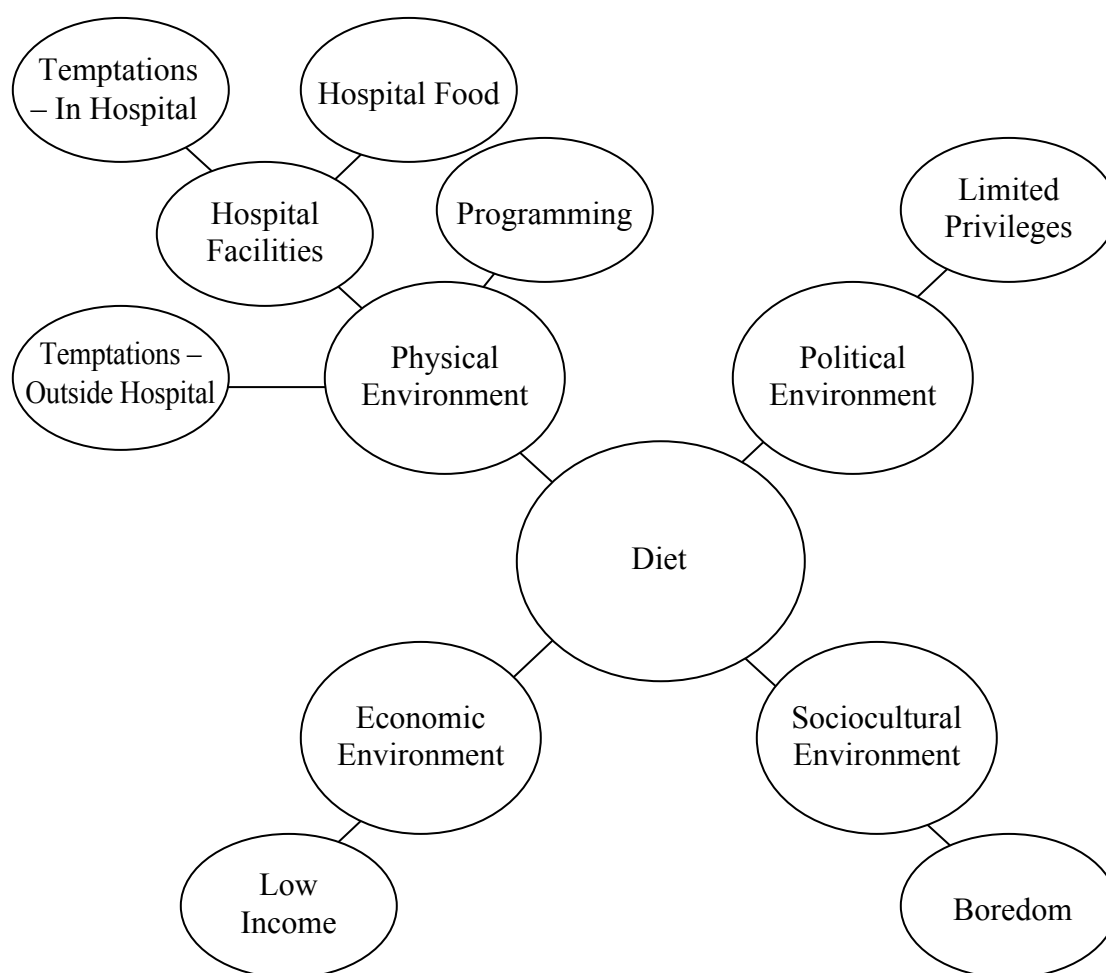 Temptations
– In Hospital
Hospital Food
Programming
Hospital
Facilities
Limited
Privileges
Temptations –
Outside Hospital
Physical
Environment
Political
Environment
Diet
Economic
Environment
Sociocultural
Environment
Low
Income
Boredom